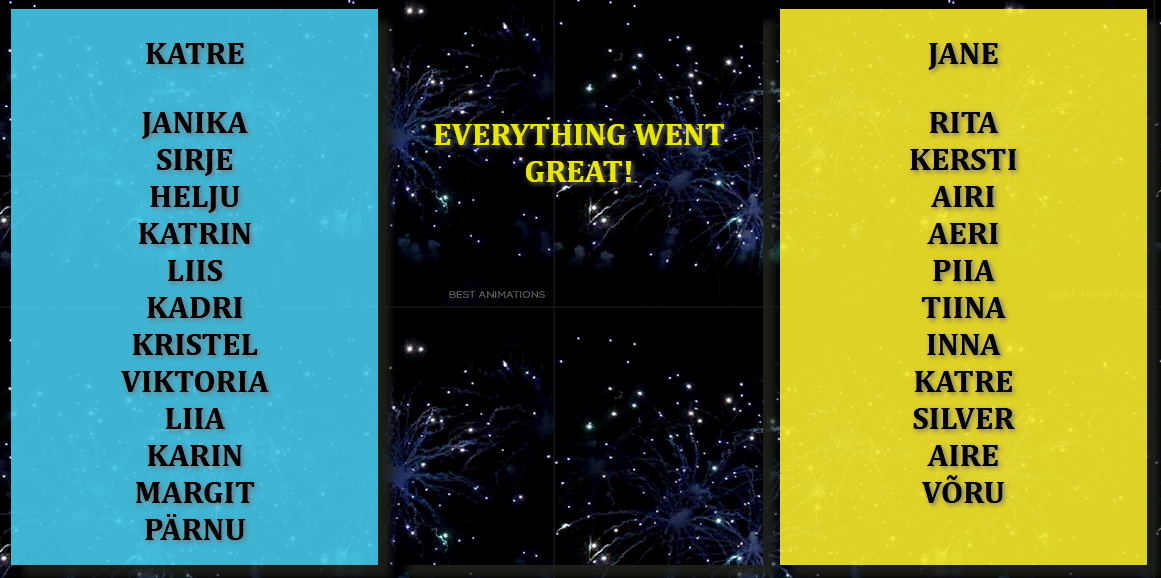 KATRE
JANIKA
SIRJE
HELJU
KATRIN
LIIS
KADRI
KRISTEL
VIKTORIA
LIIA
KARIN
MARGIT
PÄRNU
EVERYTHING WENT
GREAT!
BEST ANIMATIONS
JANE
RITA
KERSTI
AIRI
AERI
PIIA
TIINA
INNA
KATRE
SILVER
AIRE
VÕRU
BEST ANIMATIONS